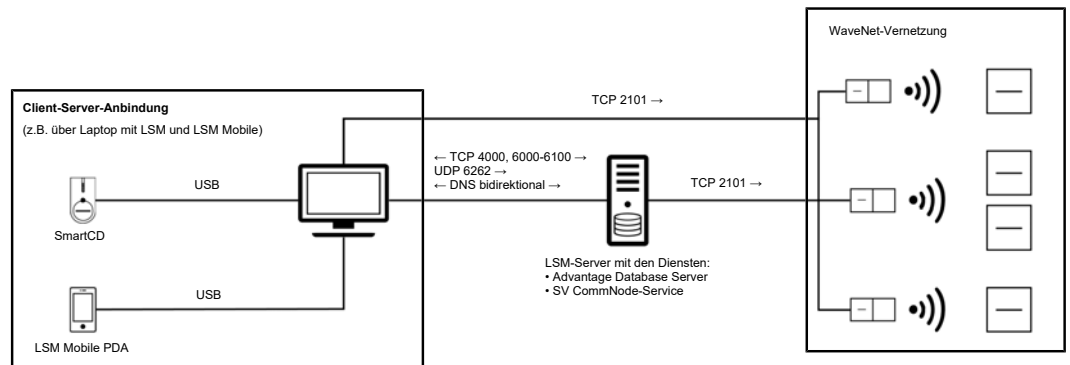 WaveNet-Vernetzung
Client-Server-Anbindung
(z.B. über Laptop mit LSM und LSM Mobile)
TCP 2101 →
← TCP 4000, 6000-6100 →
UDP 6262 →
← DNS bidirektional →
USB
TCP 2101 →
SmartCD
LSM-Server mit den Diensten:
• Advantage Database Server
• SV CommNode-Service
USB
LSM Mobile PDA